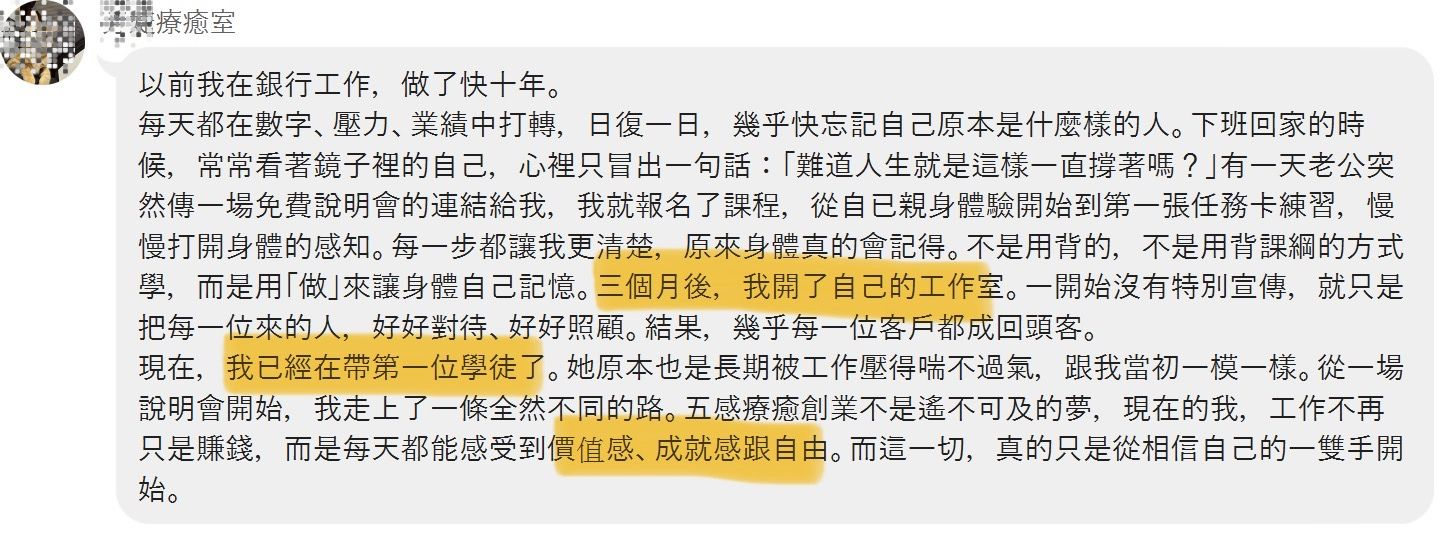 療癒室
以前我在銀行工作，做了快十年。
每天都在數字、壓力、業績中打轉，日復一日，幾乎快忘記自己原本是什麼樣的人。下班回家的時
候，常常看著鏡子裡的自己，心裡只冒出一句話：「難道人生就是這樣一直撐著嗎？」有一天老公突
然傳一場免費說明會的連結給我，我就報名了課程，從自已親身體驗開始到第一張任務卡練習，慢
慢打開身體的感知。每一步都讓我更清楚，原來身體真的會記得。不是用背的，不是用背課綱的方式
學，而是用「做」來讓身體自己記憶。三個月後，我開了自己的工作室。一開始沒有特別宣傳，就只是
把每一位來的人，好好對待、好好照顧。結果，幾乎每一位客戶都成回頭客。
現在，我已經在帶第一位學徒了。她原本也是長期被工作壓得喘不過氣，跟我當初一模一樣。從一場
說明會開始，我走上了一條全然不同的路。五感療癒創業不是遙不可及的夢，現在的我，工作不再
只是賺錢，而是每天都能感受到價值感、成就感跟自由。而這一切，真的只是從相信自己的一雙手開
始。